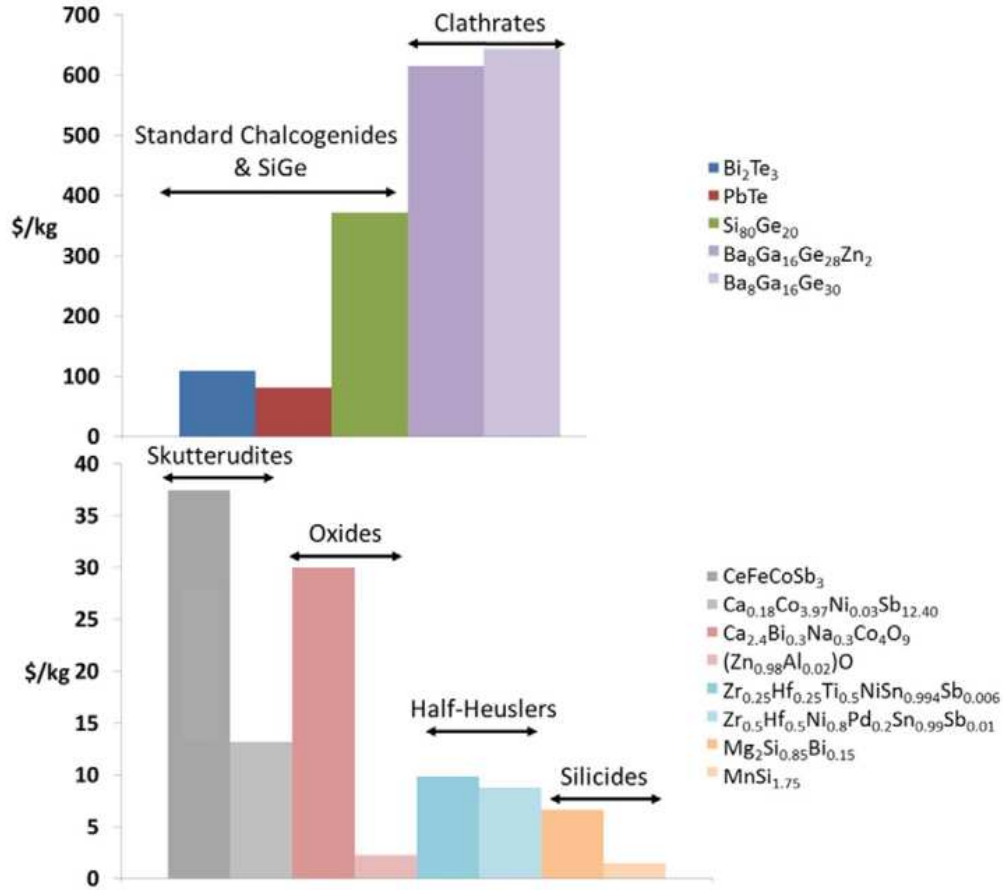 700
600
500
400
300
200
100
0
$/kg
Clathrates
Standard Chalcogenides
& SiGe
Bi₂Te₃
PbTe
Si₈₀Ge₂₀
Ba₈Ga₁₆Ge₂₈Zn₂
Ba₈Ga₁₆Ge₃₀
40
35
30
25
20
15
10
5
0
$/kg
Skutterudites
Oxides
Half-Heuslers
Silicides
CeFeCoSb₃
Ca₀.₁₈Co₃.₉₇Ni₀.₀₃Sb₁₂.₄₀
Ca₂.₄Bi₀.₃Na₀.₃Co₄O₉
(Zn₀.₉₈Al₀.₀₂)O
Zr₀.₂₅Hf₀.₂₅Ti₀.₅NiSn₀.₉₉₄Sb₀.₀₀₆
Zr₀.₅Hf₀.₅Ni₀.₈Pd₀.₂Sn₀.₉₉Sb₀.₀₁
Mg₂Si₀.₈₅Bi₀.₁₅
MnSi₁.₇₅